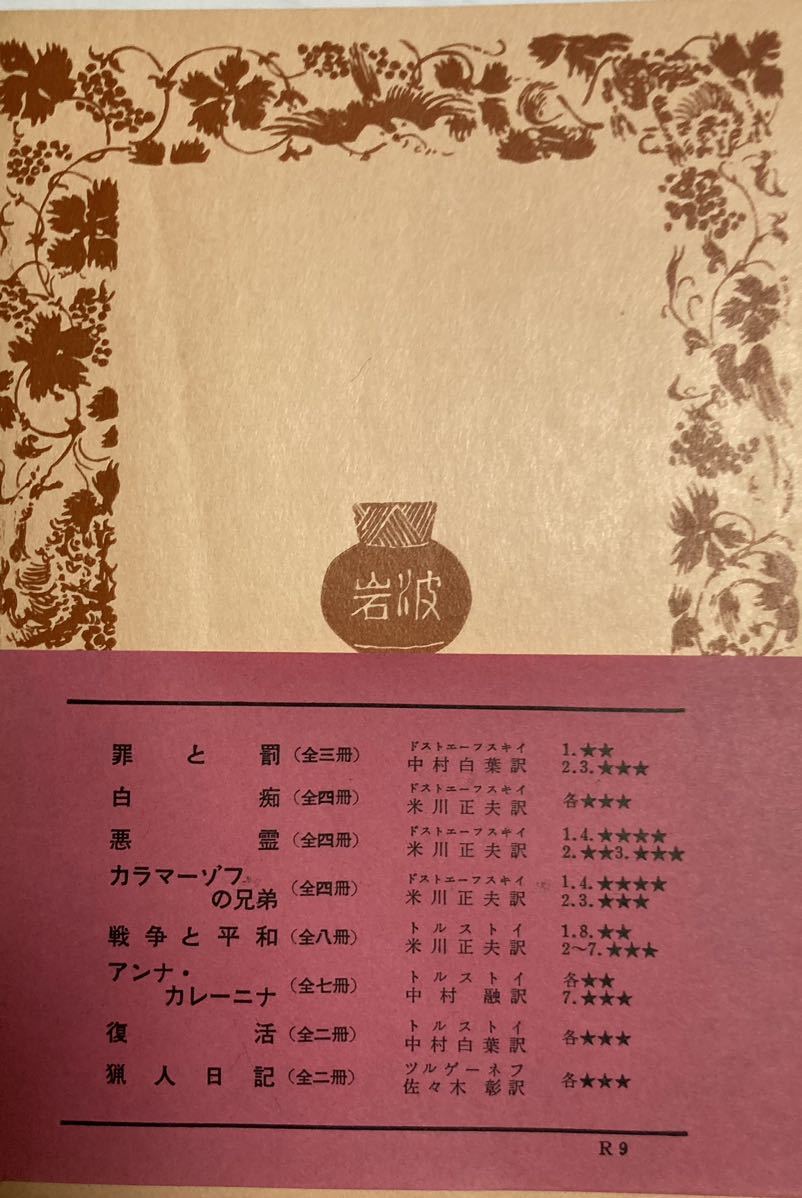 岩波
罪と罰(全三冊) ドストエーフスキイ 1.★★
中村白葉訳 2.3.★★★
白痴(全四冊) ドストエーフスキイ 各★★★
米川正夫訳
悪霊(全四冊) ドストエーフスキイ 1.4.★★★★
米川正夫訳 2.★★3.★★★
カラマーゾフ ドストエーフスキイ 1.4.★★★★
の兄弟(全四冊) 米川正夫訳 2.3.★★★
戦争と平和(全八冊) トルストイ 1.8.★★
米川正夫訳 2〜7.★★★
アンナ・ トルストイ 各★★
カレーニナ(全七冊) 中村融訳 7.★★★
復活(全二冊) トルストイ 各★★★
中村白葉訳
猟人日記(全二冊) ツルゲーネフ 各★★★
佐々木彰訳
R9